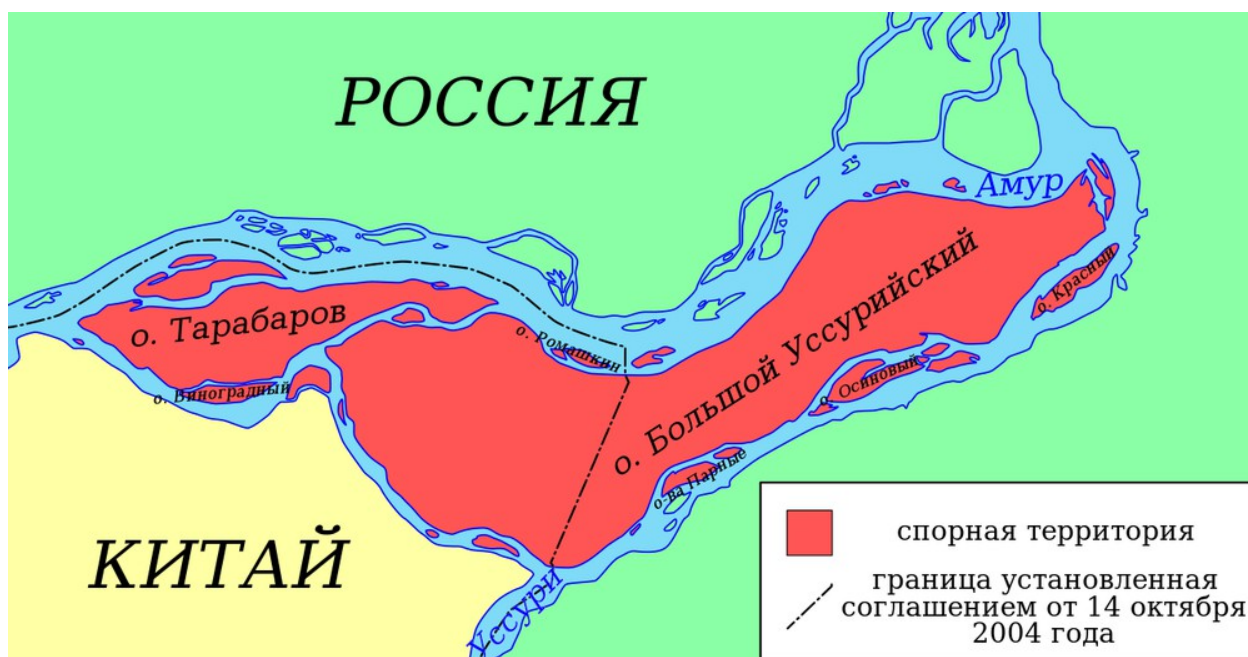 РОССИЯ
Амур
о. Тарабаров
о. Красный
о. Ромашкин
о. Большой Уссурийский
о. Виноградный
о. Осиновый
о-ва Парные
КИТАЙ
Уссури
спорная территория
граница установленная
соглашением от 14 октября
2004 года